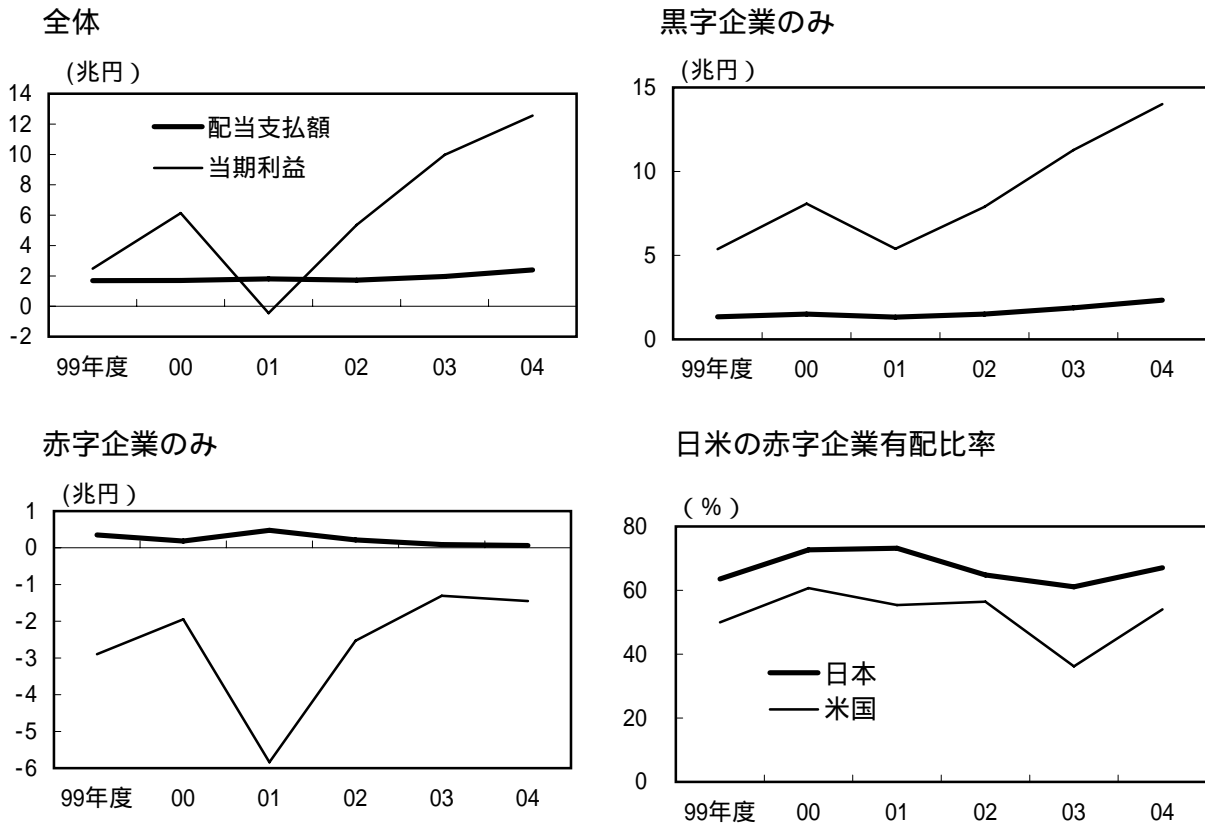 全体
(兆円)
14
12
10
8
6
4
2
0
-2
配当支払額
当期利益
99年度 00 01 02 03 04
黒字企業のみ
(兆円)
15
10
5
0
99年度 00 01 02 03 04
赤字企業のみ
(兆円)
1
0
-1
-2
-3
-4
-5
-6
99年度 00 01 02 03 04
日米の赤字企業有配比率
(%)
80
60
40
20
0
日本
米国
99年度 00 01 02 03 04